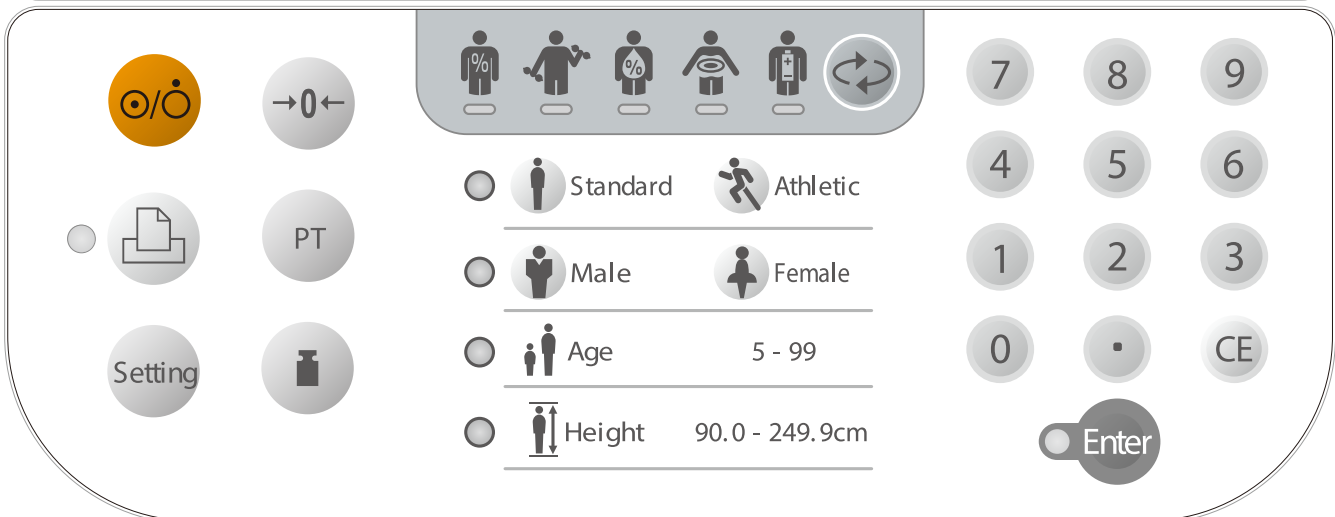 % %
→0←
PT
Setting
Standard Athletic
Male Female
Age 5 - 99
Height 90.0 - 249.9cm
7 8 9
4 5 6
1 2 3
0 . CE
Enter